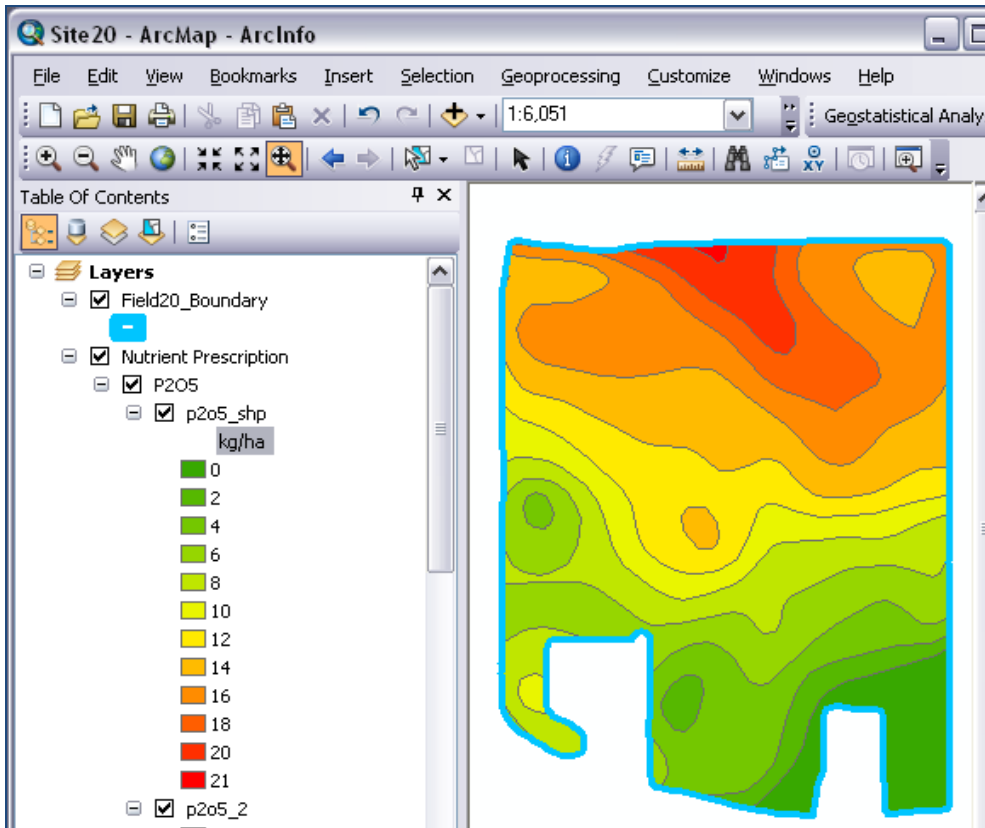 Site20 - ArcMap - ArcInfo
File Edit View Bookmarks Insert Selection Geoprocessing Customize Windows Help
1:6,051 Geostatistical Analy
XY
Table Of Contents
Layers
Field20_Boundary
Nutrient Prescription
P2O5
p2o5_shp
kg/ha
0
2
4
6
8
10
12
14
16
18
20
21
p2o5_2